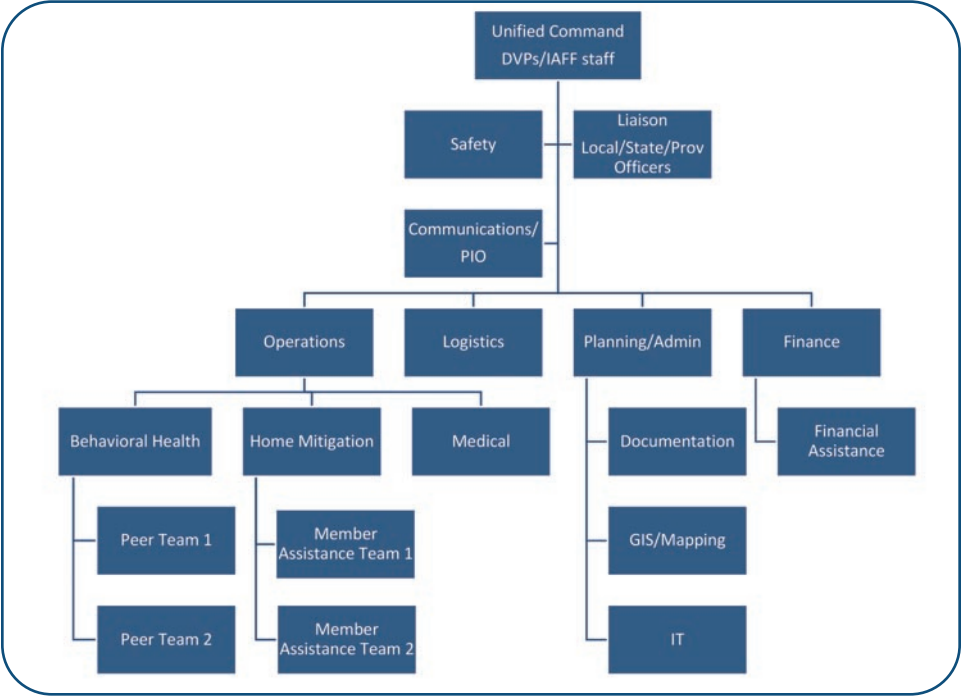 Unified Command
DVPs/IAFF staff
Safety
Liaison
Local/State/Prov
Officers
Communications/
PIO
Operations
Logistics
Planning/Admin
Finance
Behavioral Health
Home Mitigation
Medical
Documentation
Financial
Assistance
Peer Team 1
Member
Assistance Team 1
GIS/Mapping
Peer Team 2
Member
Assistance Team 2
IT